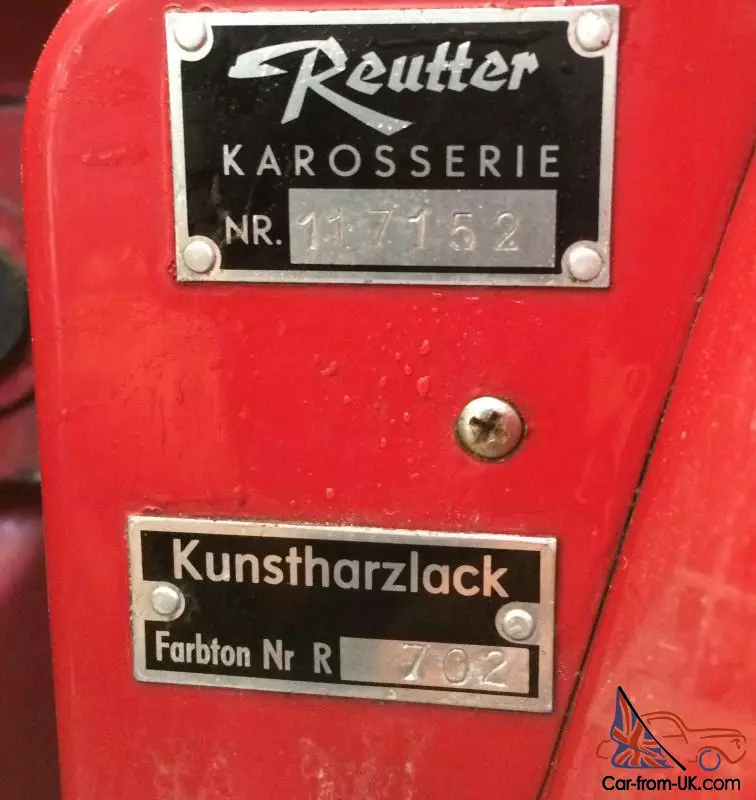 Reutter
KAROSSERIE
NR. 117152
Kunstharzlack
Farbton Nr R 702
Car-from-UK.com